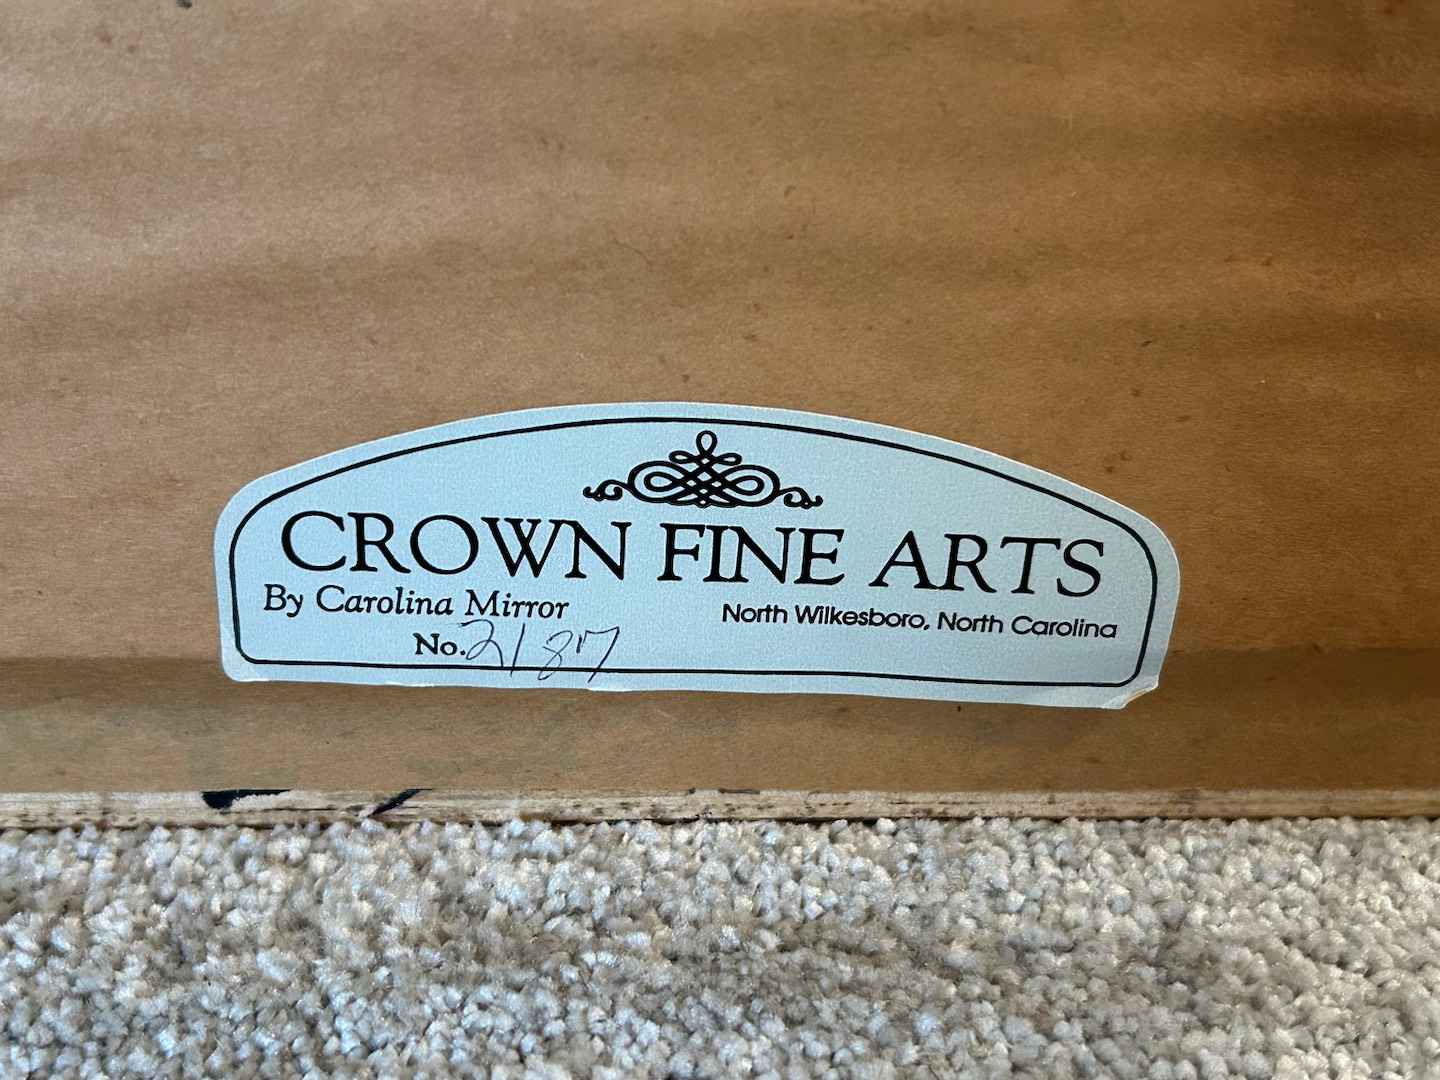 CROWN FINE ARTS
By Carolina Mirror
North Wilkesboro, North Carolina
No. 2187